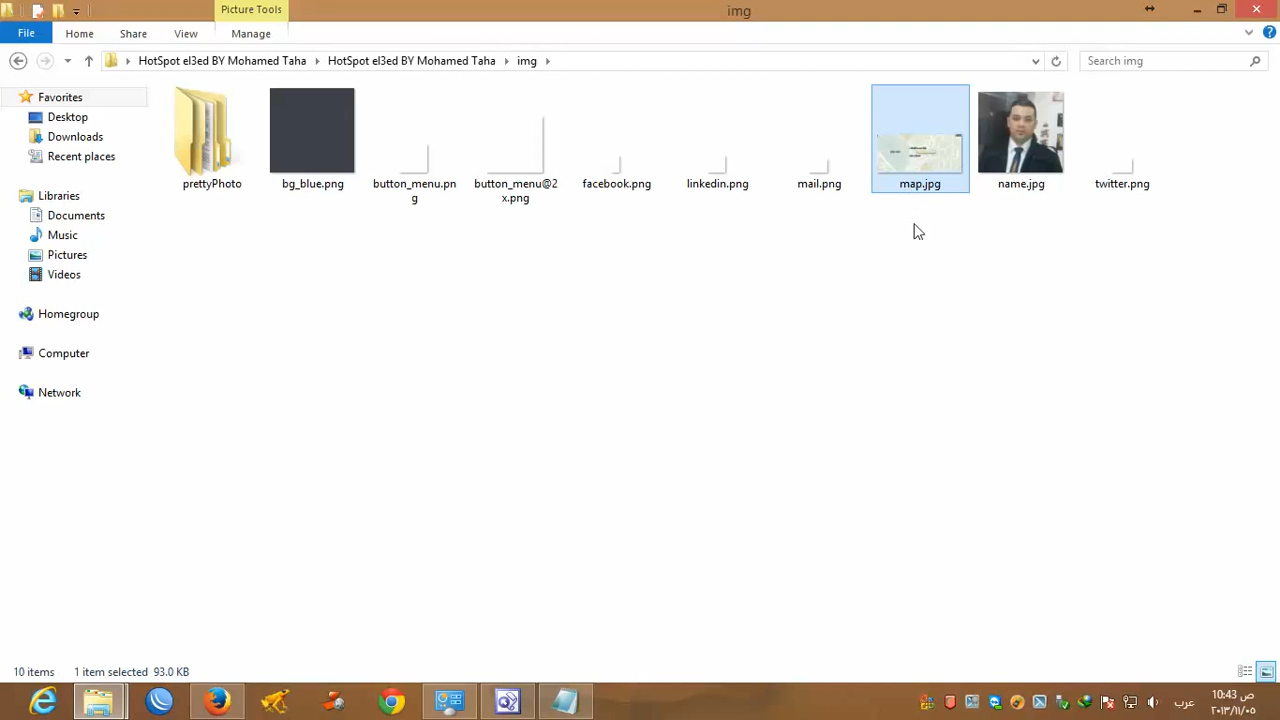 Picture Tools
img
File
Home
Share
View
Manage
HotSpot el3ed BY Mohamed Taha
HotSpot el3ed BY Mohamed Taha
img
Search img
Favorites
Desktop
Downloads
Recent places
Libraries
Documents
Music
Pictures
Videos
Homegroup
Computer
Network
prettyPhoto
bg_blue.png
button_menu.pn
g
button_menu@2
x.png
facebook.png
linkedin.png
mail.png
map.jpg
name.jpg
twitter.png
10 items
1 item selected
93.0 KB
عرب
10:43 ص
٢٠١٣/١١/٠٥